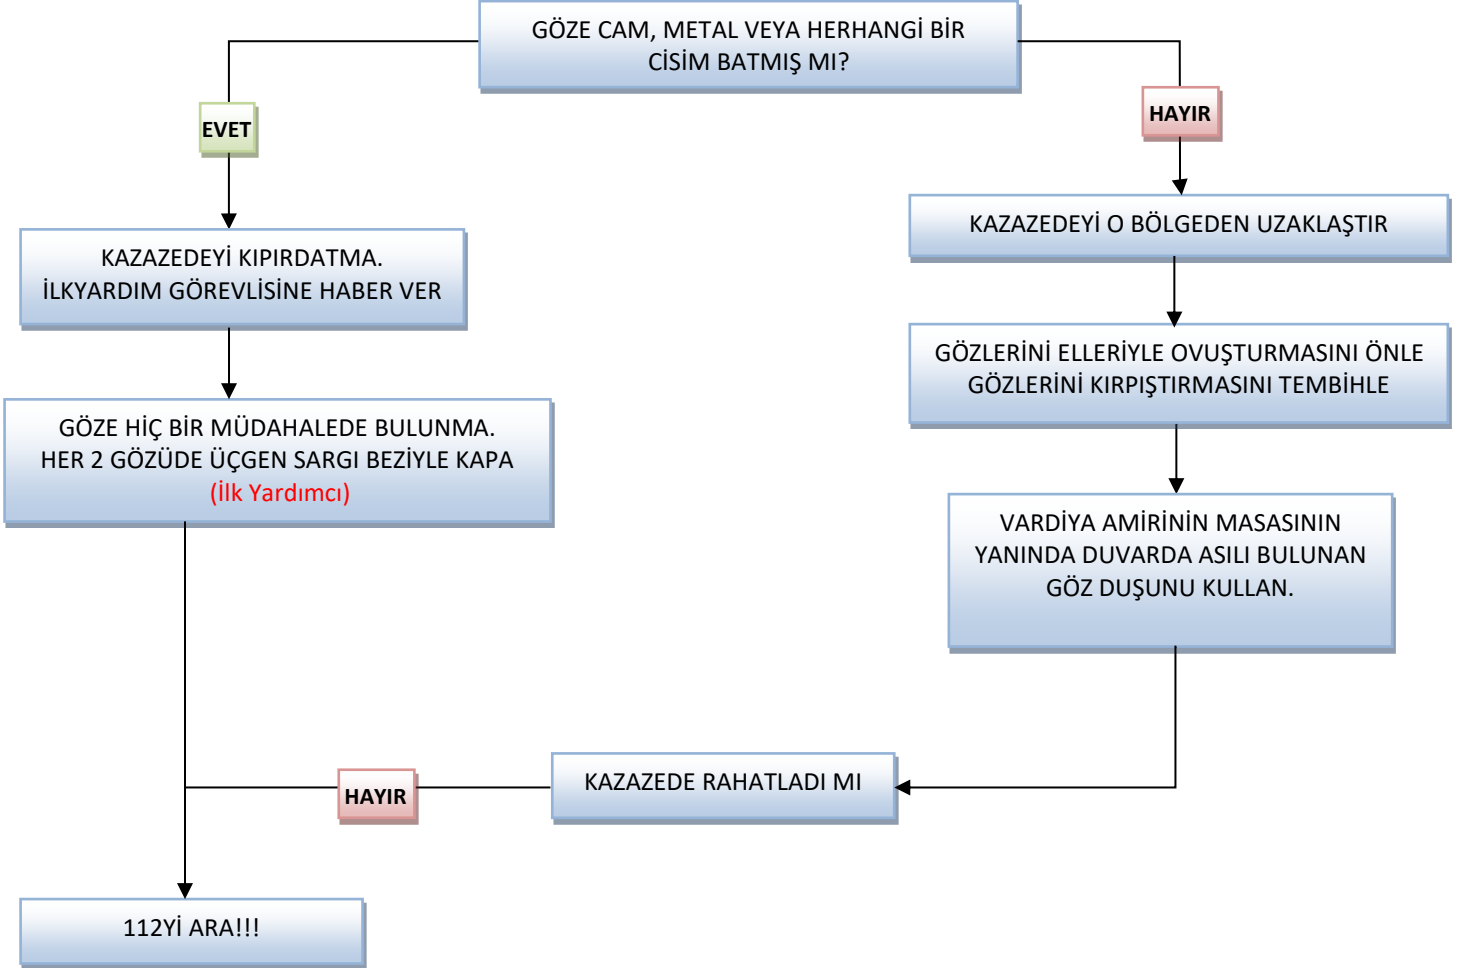 GÖZE CAM, METAL VEYA HERHANGİ BİR
CİSİM BATMIŞ MI?
EVET
HAYIR
KAZAZEDEYİ KIPIRDATMA.
İLKYARDIM GÖREVLİSİNE HABER VER
GÖZE HİÇ BİR MÜDAHALEDE BULUNMA.
HER 2 GÖZÜDE ÜÇGEN SARGI BEZİYLE KAPA
(İlk Yardımcı)
KAZAZEDEYİ O BÖLGEDEN UZAKLAŞTIR
GÖZLERİNİ ELLERİYLE OVUŞTURMASINI ÖNLE
GÖZLERİNİ KIRPIŞTIRMASINI TEMBİHLE
VARDİYA AMİRİNİN MASASININ
YANINDA DUVARDA ASILI BULUNAN
GÖZ DUŞUNU KULLAN.
KAZAZEDE RAHATLADI MI
HAYIR
112Yİ ARA!!!